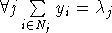 ∀j ∑_{i∈N_j} y_i = λ_j